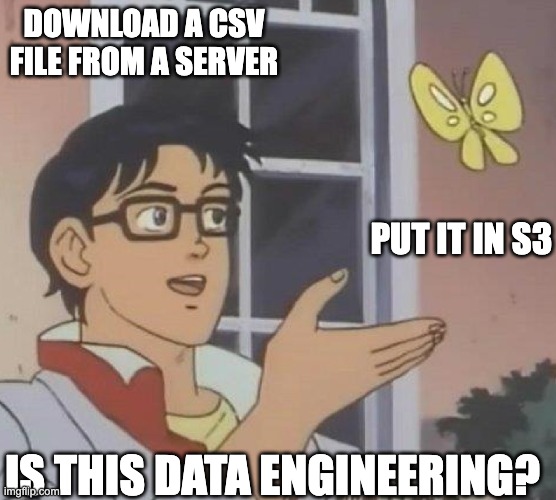 DOWNLOAD A CSV
FILE FROM A SERVER
PUT IT IN S3
IS THIS DATA ENGINEERING?
imgflip.com